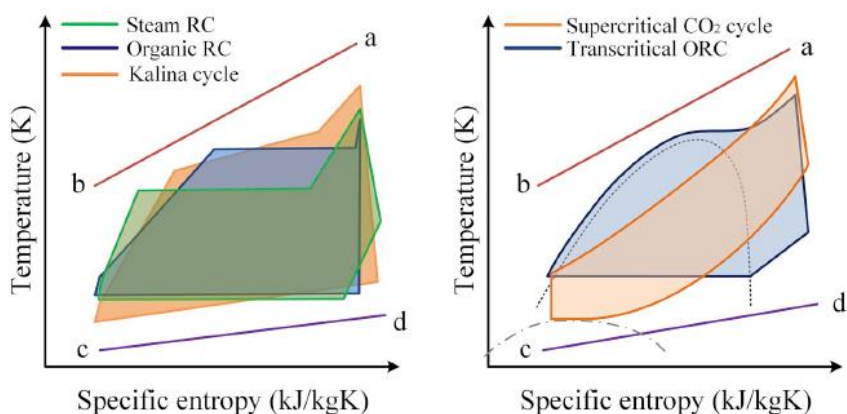 Steam RC
Organic RC
Kalina cycle
a
b
c
d
Temperature (K)
Specific entropy (kJ/kgK)
Supercritical CO₂ cycle
Transcritical ORC
a
b
c
d
Temperature (K)
Specific entropy (kJ/kgK)